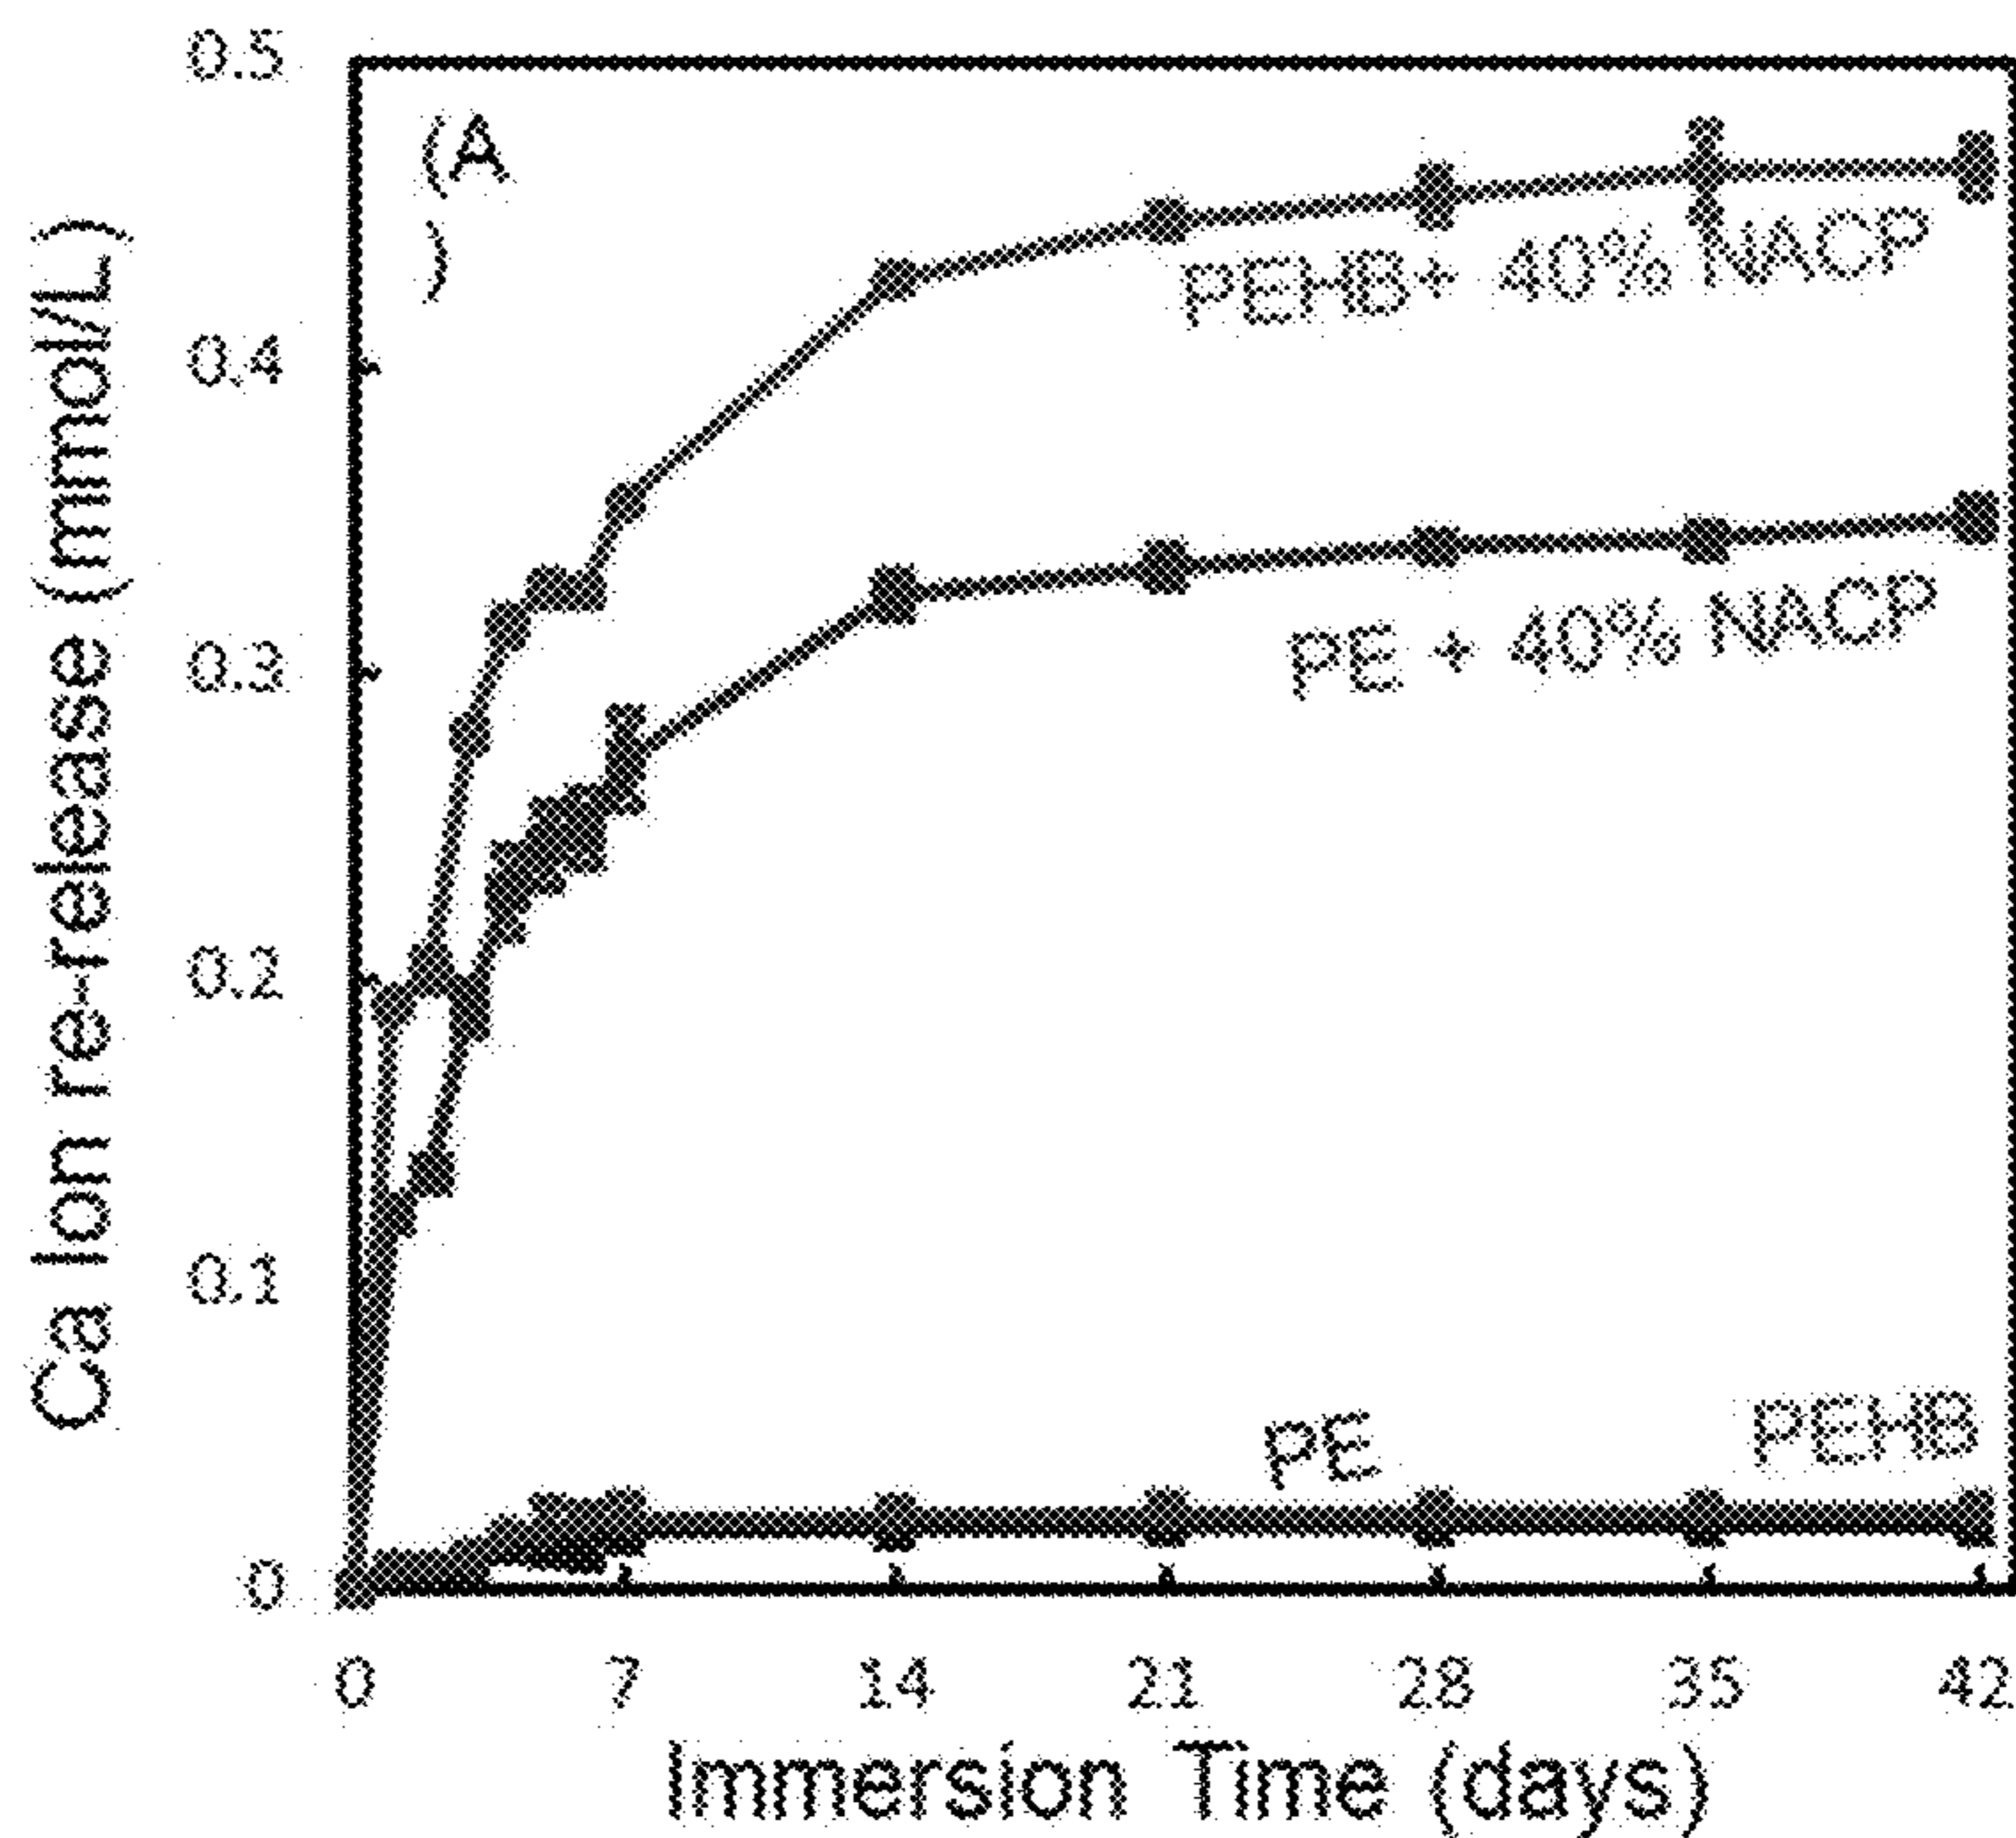 Ca Ion re-release (mmol/L)
0.5
0.4
0.3
0.2
0.1
0
(A
)
PEHB+ 40% NACP
PE + 40% NACP
PE
PEHB
0 7 14 21 28 35 42
Immersion Time (days)